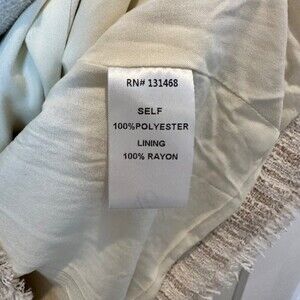 RN# 131468
SELF
100%POLYESTER
LINING
100% RAYON